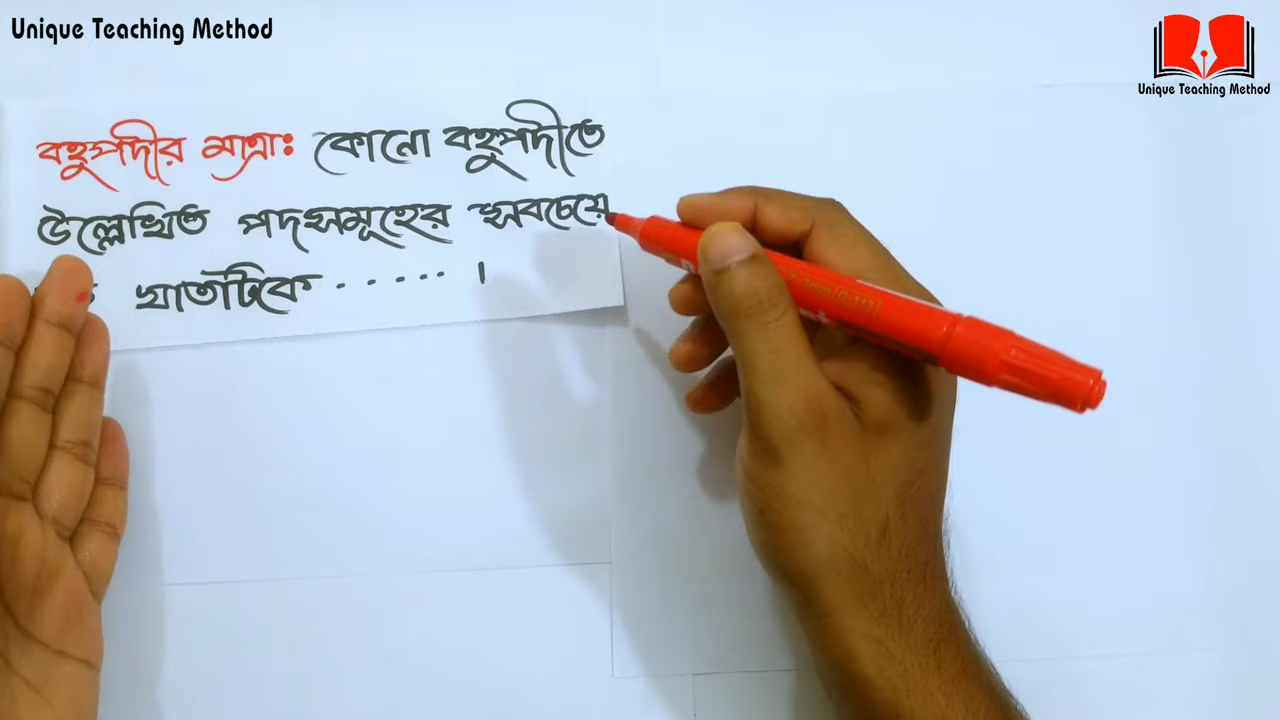 Unique Teaching Method
Unique Teaching Method
বহুপদীর মাত্রাঃ কোনো বহুপদীতে
উল্লেখিত পদসমূহের সবচেয়ে
ঘাতটিকে ..... ।